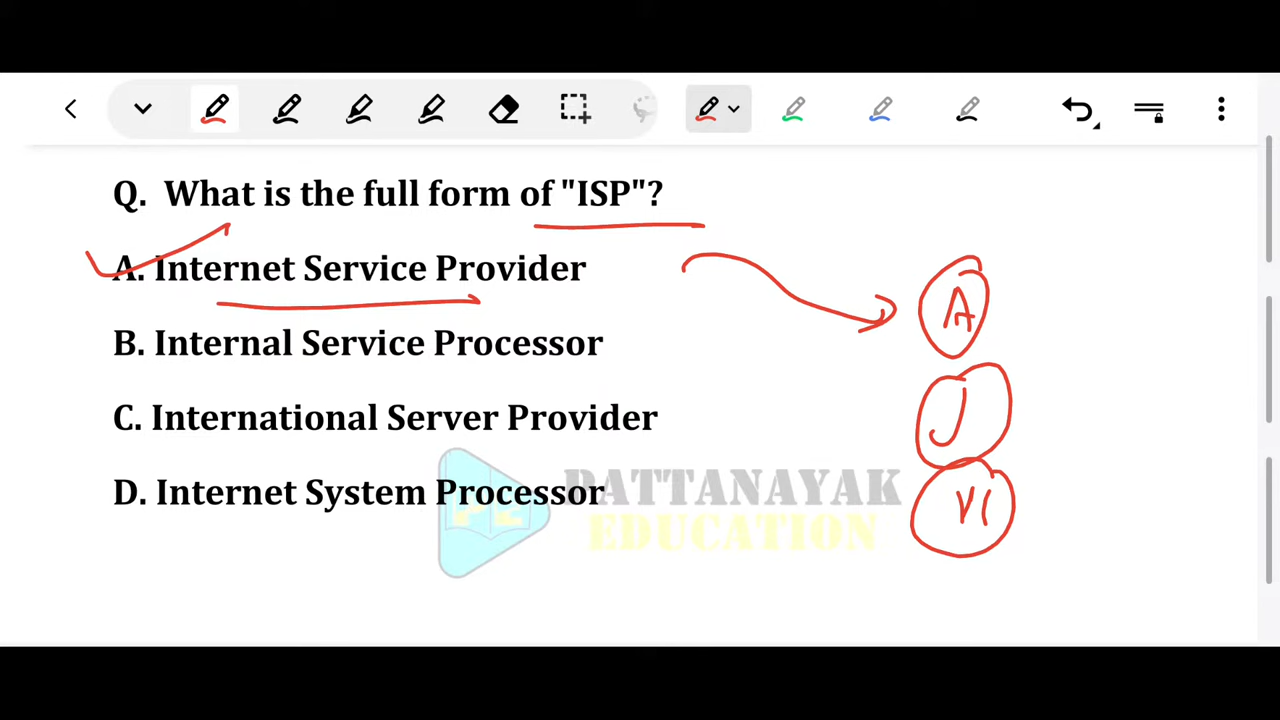 Q. What is the full form of "ISP"?
A. Internet Service Provider
B. Internal Service Processor
C. International Server Provider
D. Internet System Processor
A
J
VI
PE
PATTANAYAK
EDUCATION